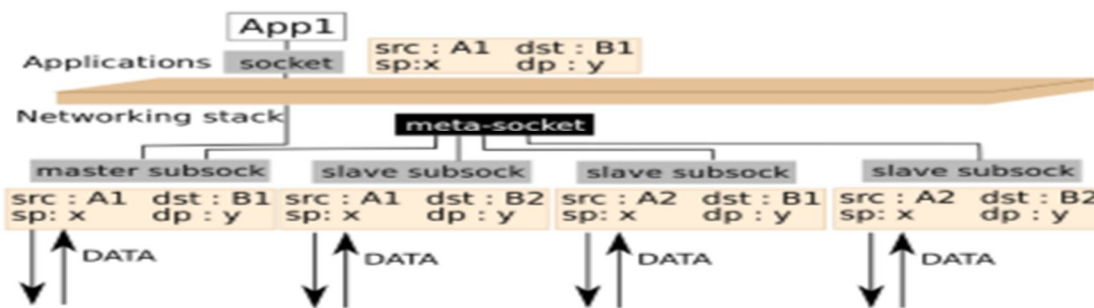 App1
Applications socket
src : A1 dst : B1
sp:x dp : y
Networking stack
meta-socket
master subsock
slave subsock
slave subsock
slave subsock
src : A1 dst : B1
sp: x dp : y
src : A1 dst : B2
sp: x dp : y
src : A2 dst : B1
sp: x dp : y
src : A2 dst : B2
sp: x dp : y
DATA
DATA
DATA
DATA